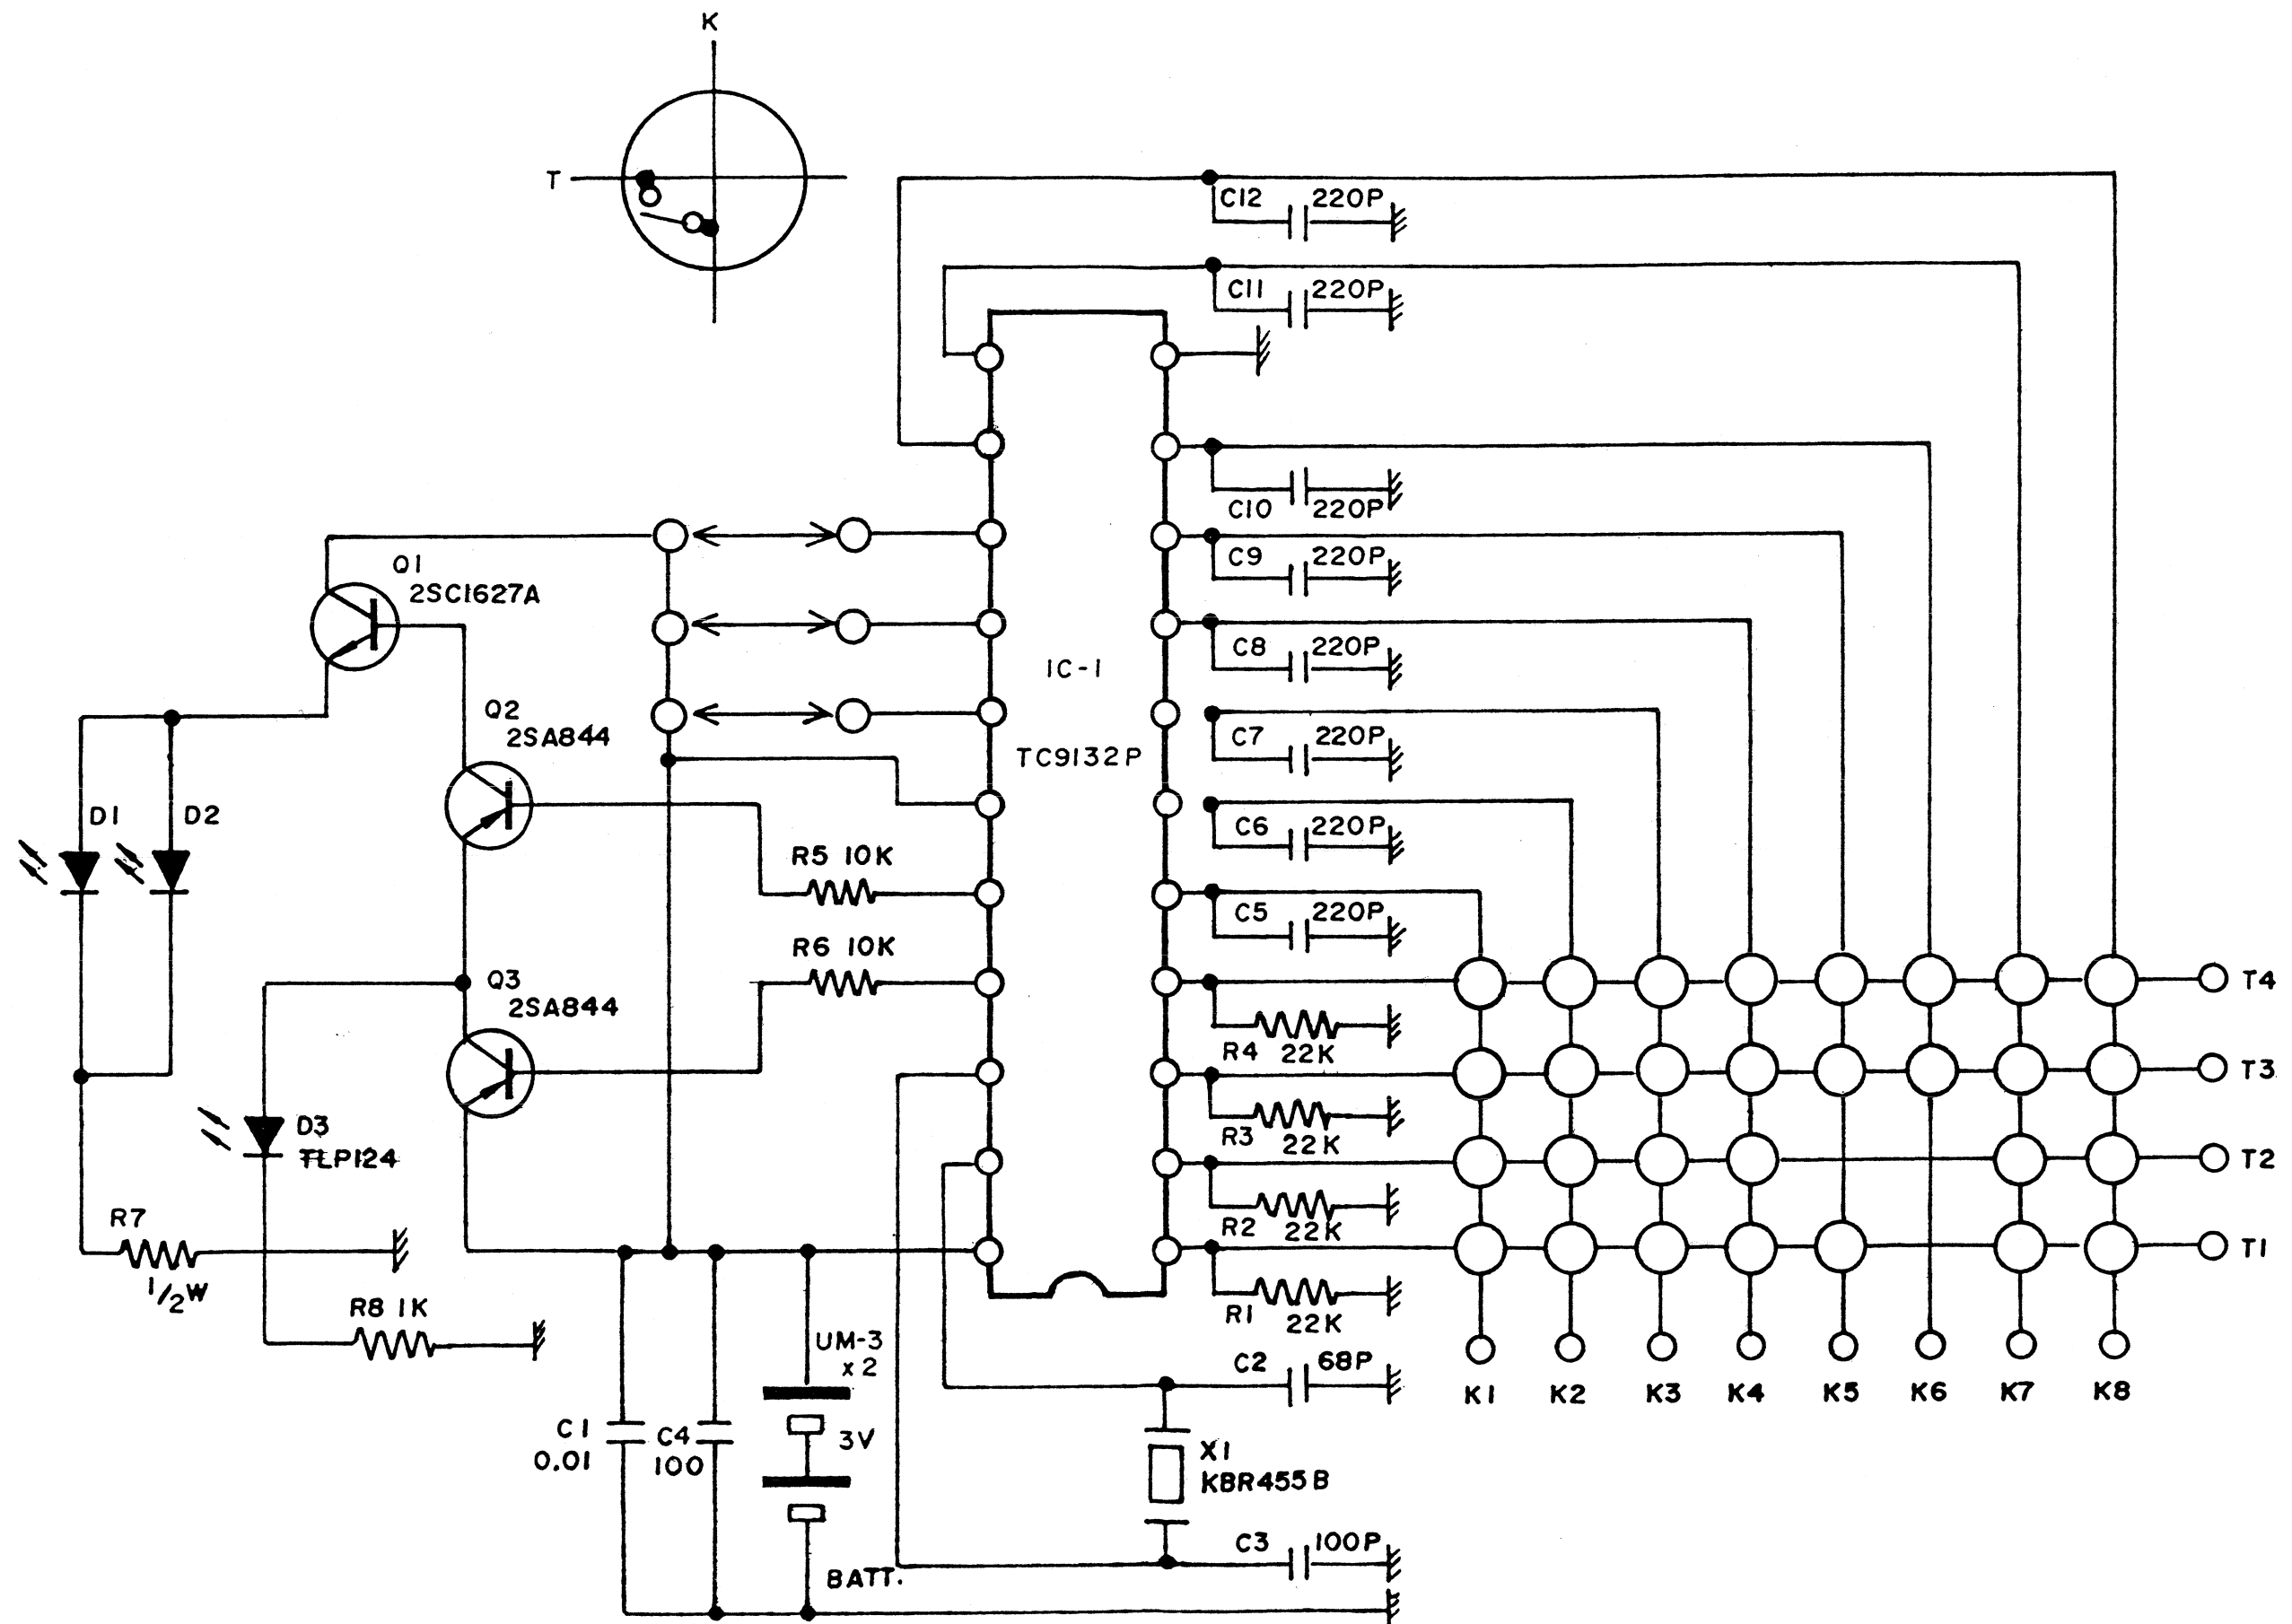 K
T
C12 220P
C11 220P
C10 220P
C9 220P
Q1
2SC1627A
C8 220P
IC-1
Q2
2SA844
C7 220P
TC9132P
D1 D2
C6 220P
R5 10K
C5 220P
R6 10K
Q3
2SA844
T4
R4 22K
T3
D3
TLP124
R3
22K
T2
R7
R2
22K
T1
1/2W
R8 1K
R1
22K
UM-3
x2
C2 68P
K1 K2 K3 K4 K5 K6 K7 K8
C1
0.01
C4
100
3V
X1
KBR455B
C3 100P
BATT.